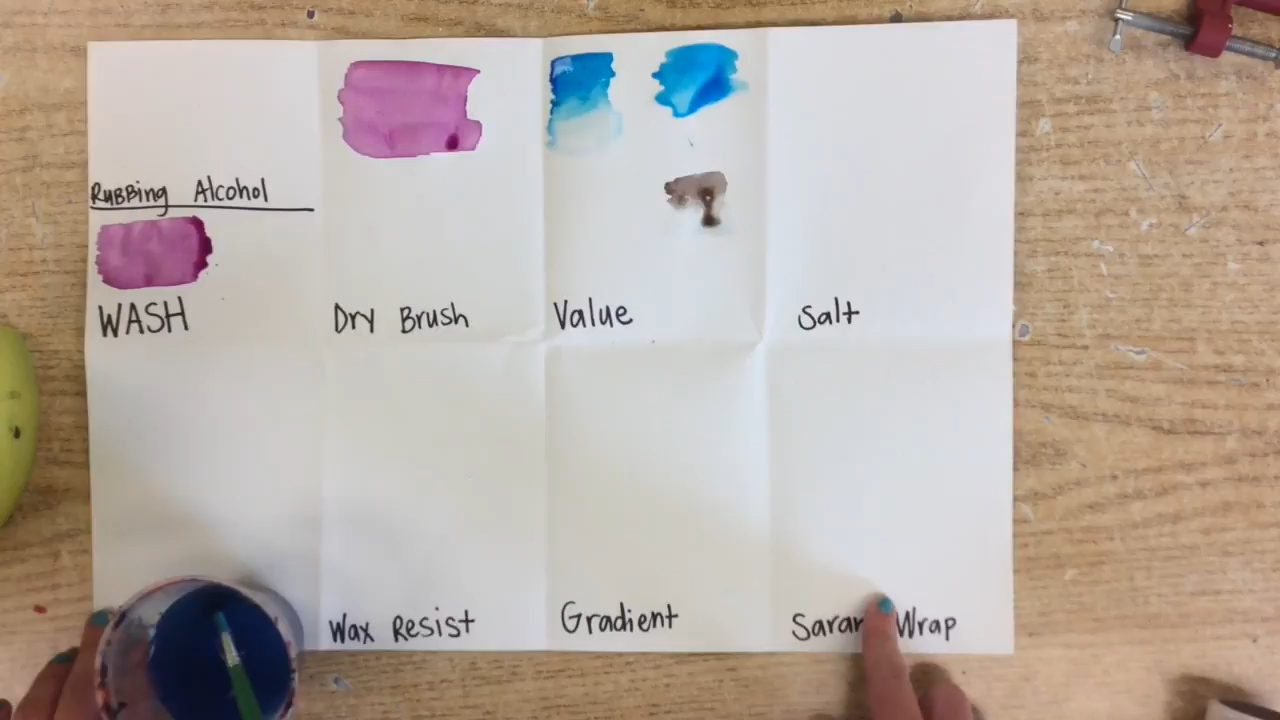 RuBBing Alcohol
WASH
Dry Brush
Value
Salt
Wax Resist
Gradient
Saran Wrap